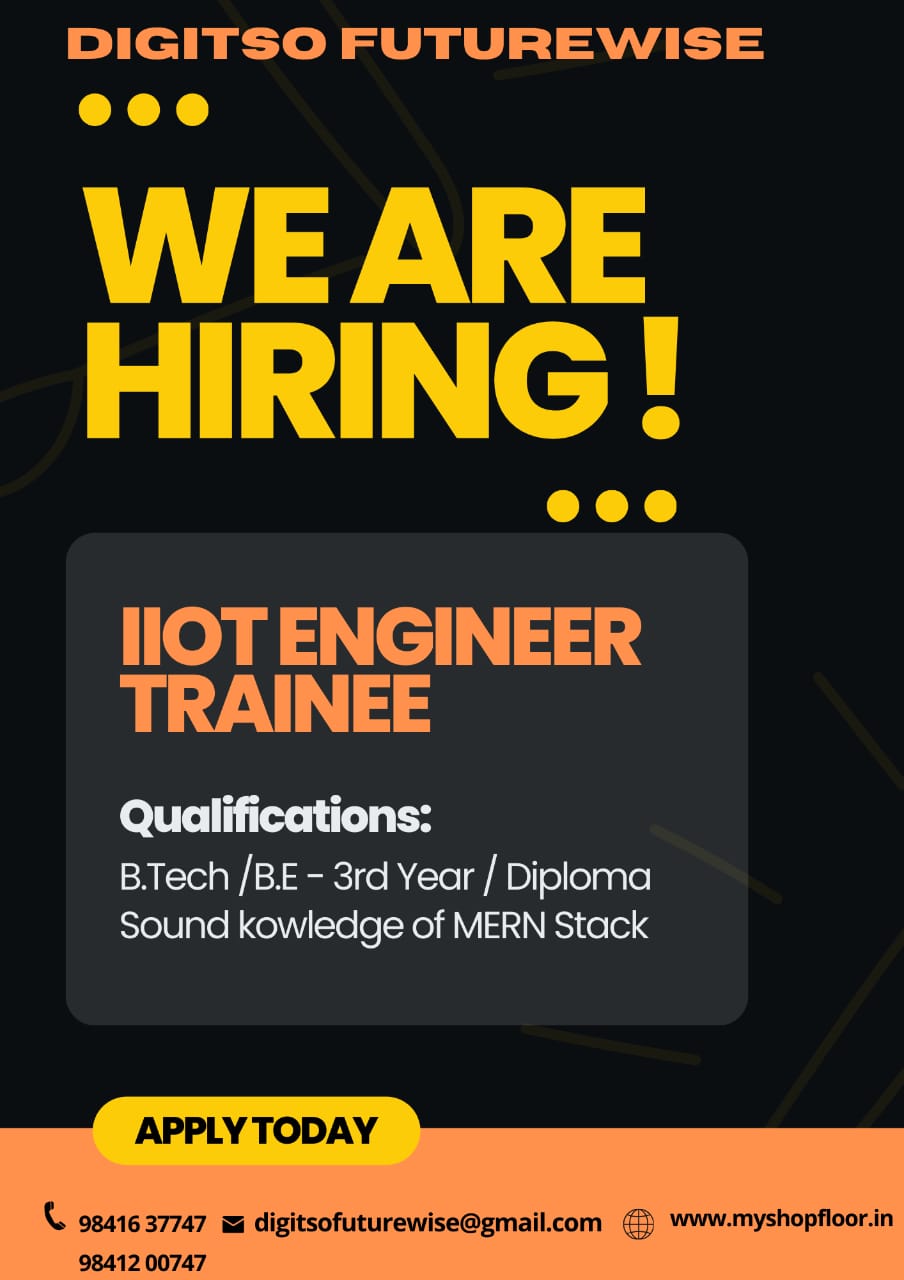 DIGITSO FUTUREWISE
WE ARE
HIRING !
IIOT ENGINEER
TRAINEE
Qualifications:
B.Tech /B.E - 3rd Year / Diploma
Sound kowledge of MERN Stack
APPLY TODAY
98416 37747 digitsofuturewise@gmail.com www.myshopfloor.in
98412 00747